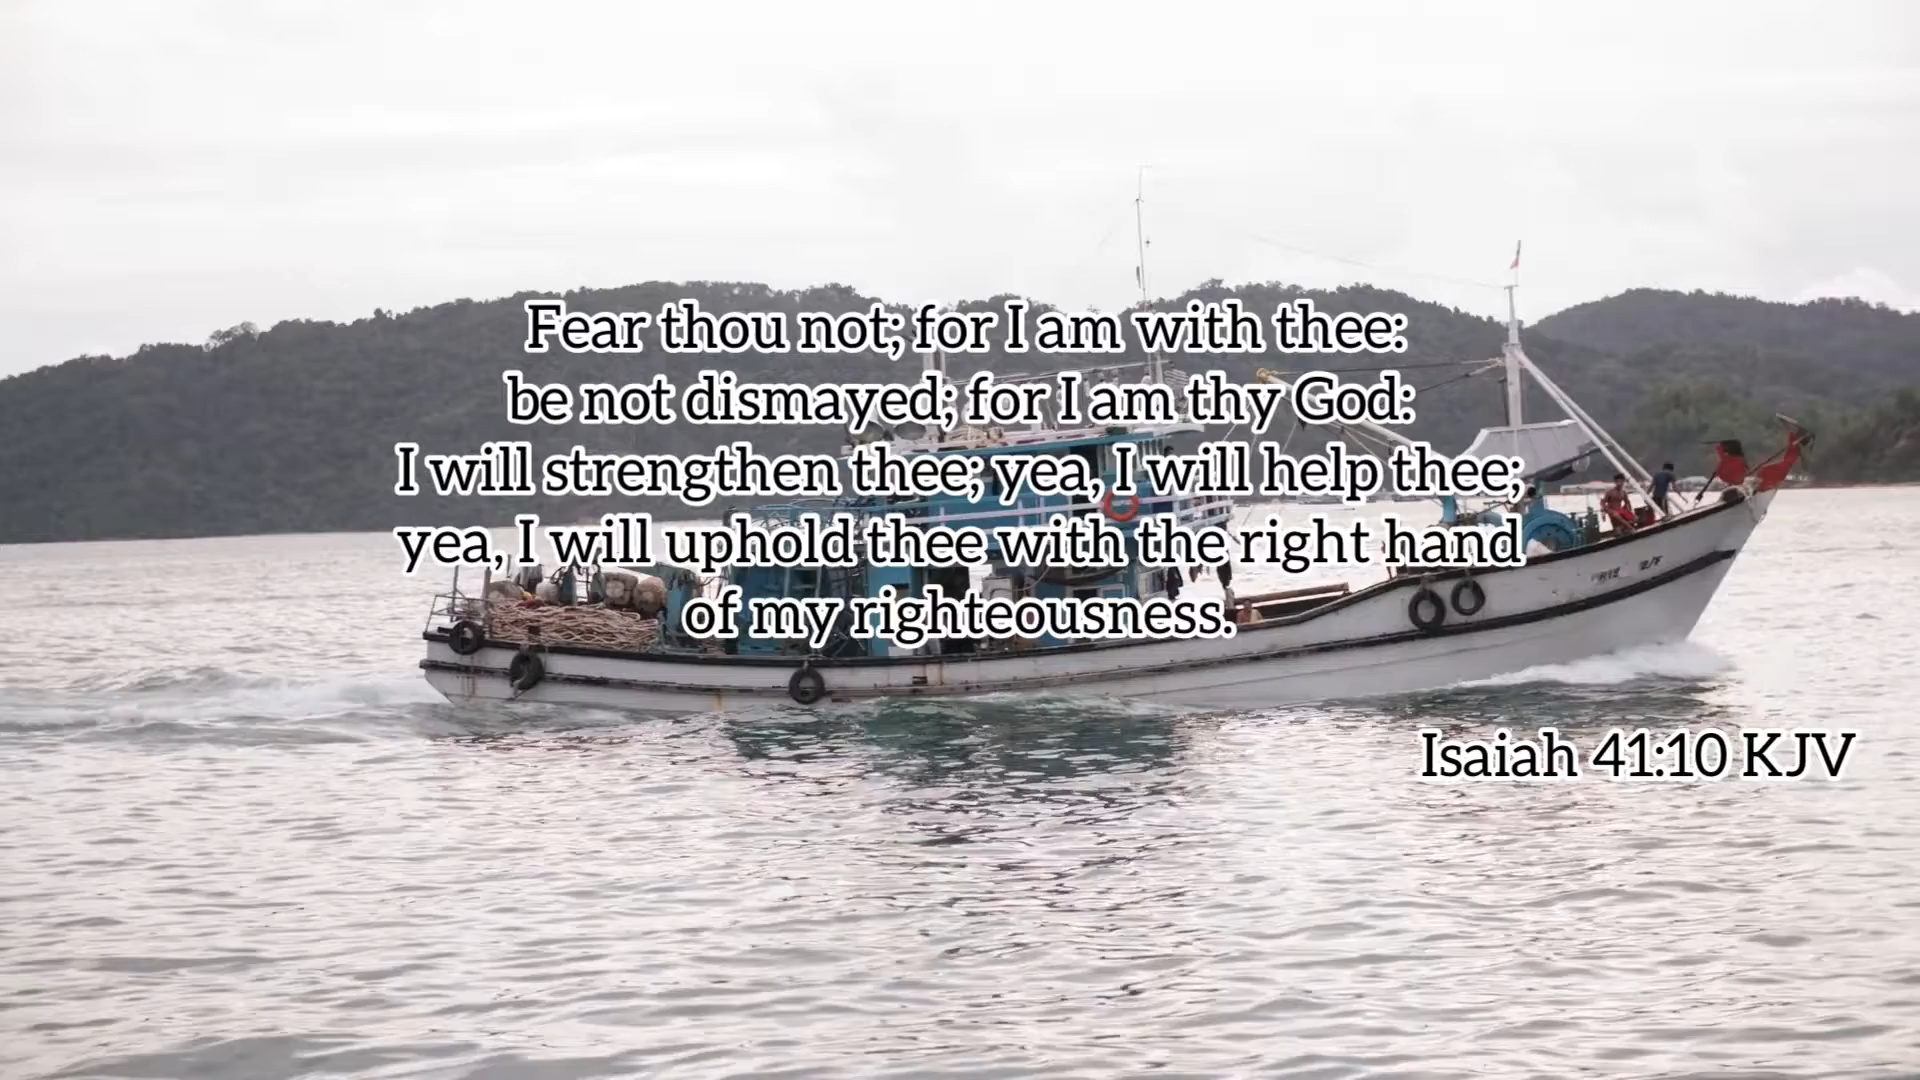 Fear thou not; for I am with thee:
be not dismayed; for I am thy God:
I will strengthen thee; yea, I will help thee;
yea, I will uphold thee with the right hand
of my righteousness.
Isaiah 41:10 KJV